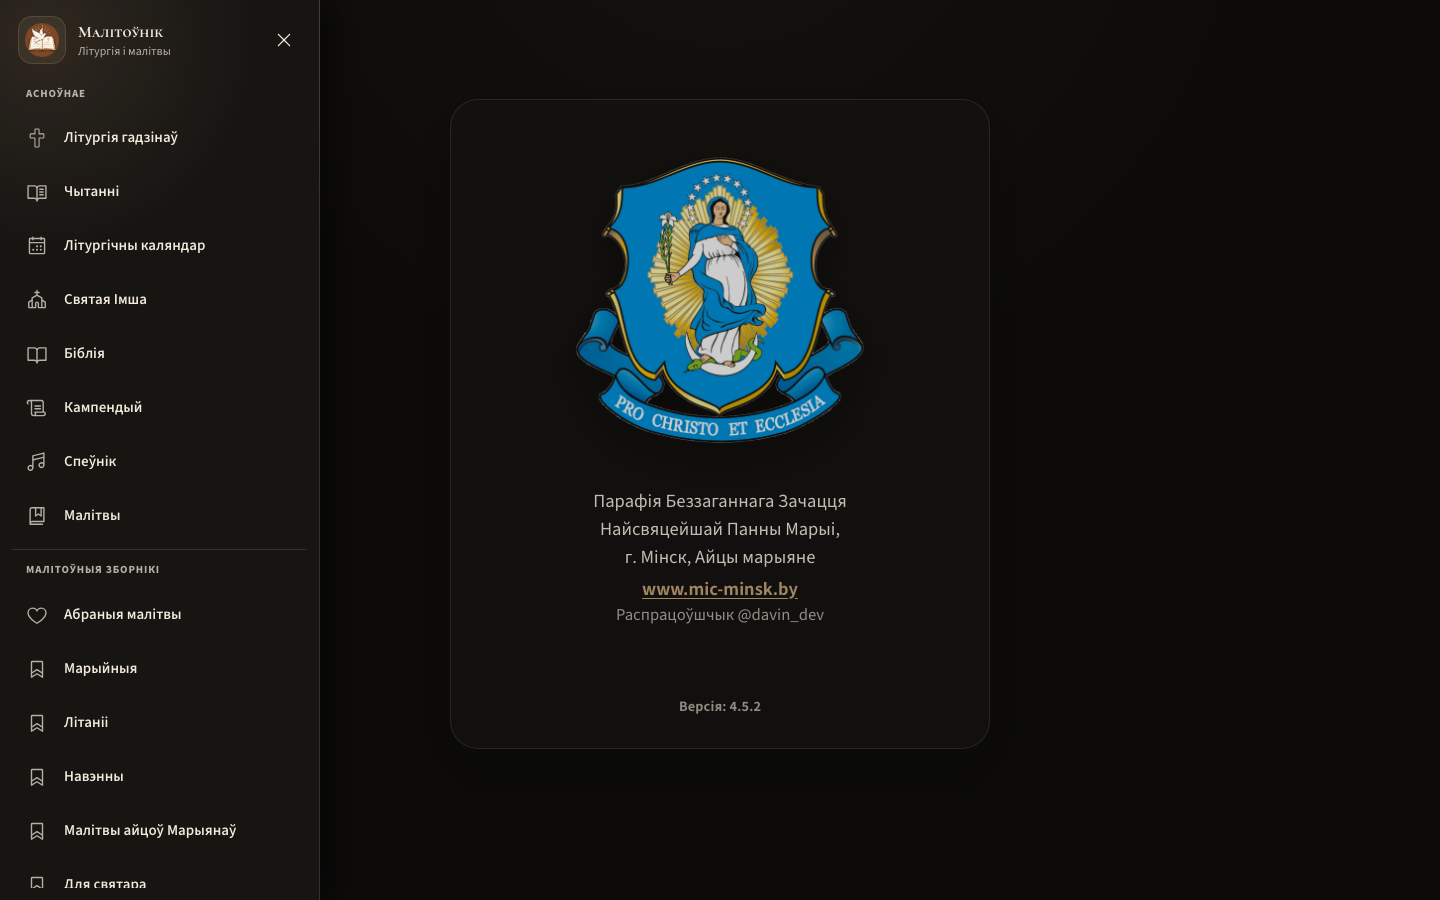 Малітоўнік
Літургія і малітвы
АСНОЎНАЕ
Літургія гадзінаў
Чытанні
Літургічны каляндар
Святая Імша
Біблія
Кампендый
Спеўнік
Малітвы
МАЛІТОЎНЫЯ ЗБОРНІКІ
Абраныя малітвы
Марыйныя
Літаніі
Навэнны
Малітвы айцоў Марыянаў
Для святара
PRO CHRISTO ET ECCLESIA
Парафія Беззаганнага Зачацця
Найсвяцейшай Панны Марыі,
г. Мінск, Айцы марыяне
www.mic-minsk.by
Распрацоўшчык @davin_dev
Версія: 4.5.2